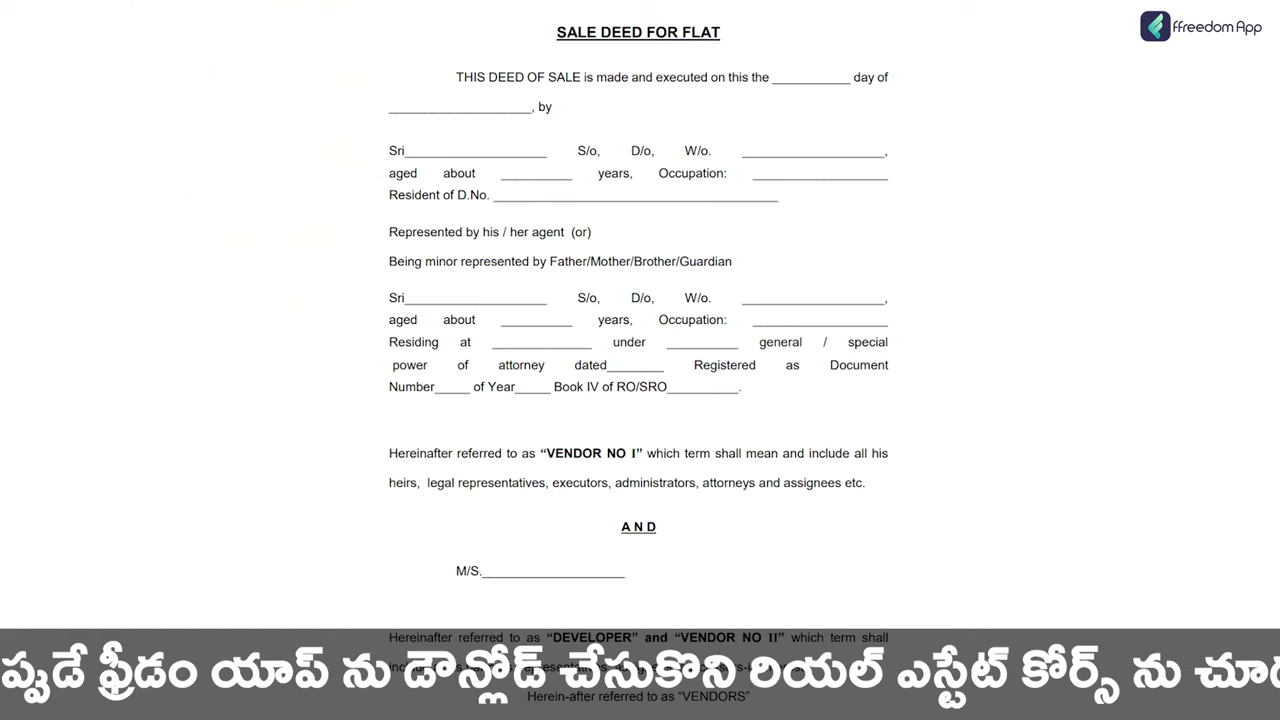 ffreedom App
SALE DEED FOR FLAT
THIS DEED OF SALE is made and executed on this the ___________ day of
____________________, by
Sri____________________ S/o, D/o, W/o. ____________________,
aged about __________ years, Occupation: ___________________
Resident of D.No. ________________________________________
Represented by his / her agent (or)
Being minor represented by Father/Mother/Brother/Guardian
Sri____________________ S/o, D/o, W/o. ____________________,
aged about __________ years, Occupation: ___________________
Residing at ______________ under __________ general / special
power of attorney dated________ Registered as Document
Number_____ of Year_____ Book IV of RO/SRO__________.
Hereinafter referred to as “VENDOR NO I” which term shall mean and include all his
heirs, legal representatives, executors, administrators, attorneys and assignees etc.
A N D
M/S.____________________
Hereinafter referred to as “DEVELOPER” and “VENDOR NO II” which term shall
Herein-after referred to as “VENDORS”
ప్పుడే ఫ్రీడం యాప్ ను డౌన్లోడ్ చేసుకొని రియల్ ఎస్టేట్ కోర్స్ ను